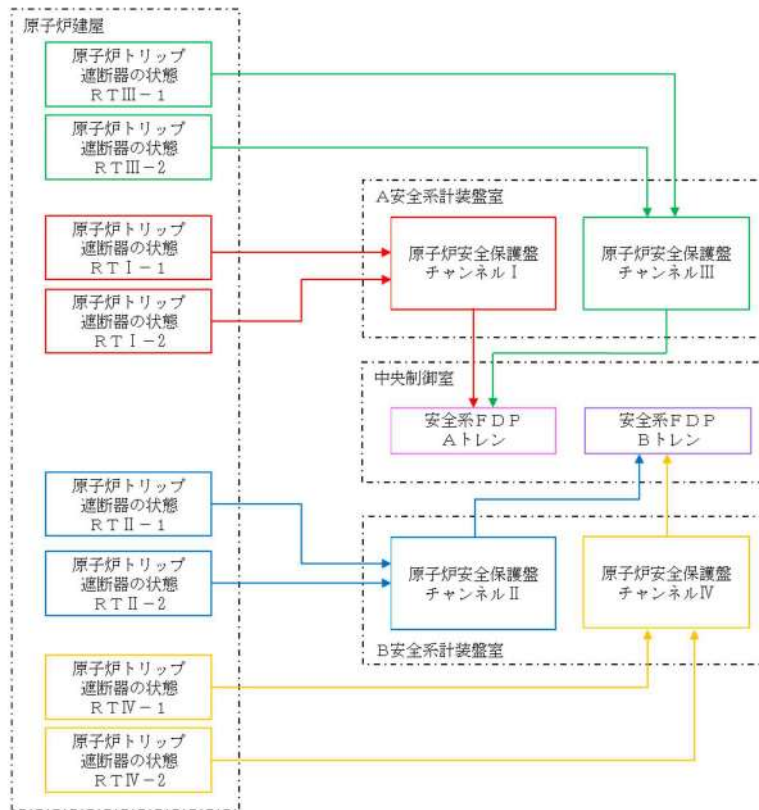 原子炉建屋
原子炉トリップ
遮断器の状態
ＲＴⅢ－１
原子炉トリップ
遮断器の状態
ＲＴⅢ－２
原子炉トリップ
遮断器の状態
ＲＴⅠ－１
原子炉トリップ
遮断器の状態
ＲＴⅠ－２
Ａ安全系計装盤室
原子炉安全保護盤
チャンネルⅠ
原子炉安全保護盤
チャンネルⅢ
中央制御室
安全系ＦＤＰ
Ａトレン
安全系ＦＤＰ
Ｂトレン
原子炉トリップ
遮断器の状態
ＲＴⅡ－１
原子炉トリップ
遮断器の状態
ＲＴⅡ－２
原子炉安全保護盤
チャンネルⅡ
原子炉安全保護盤
チャンネルⅣ
Ｂ安全系計装盤室
原子炉トリップ
遮断器の状態
ＲＴⅣ－１
原子炉トリップ
遮断器の状態
ＲＴⅣ－２